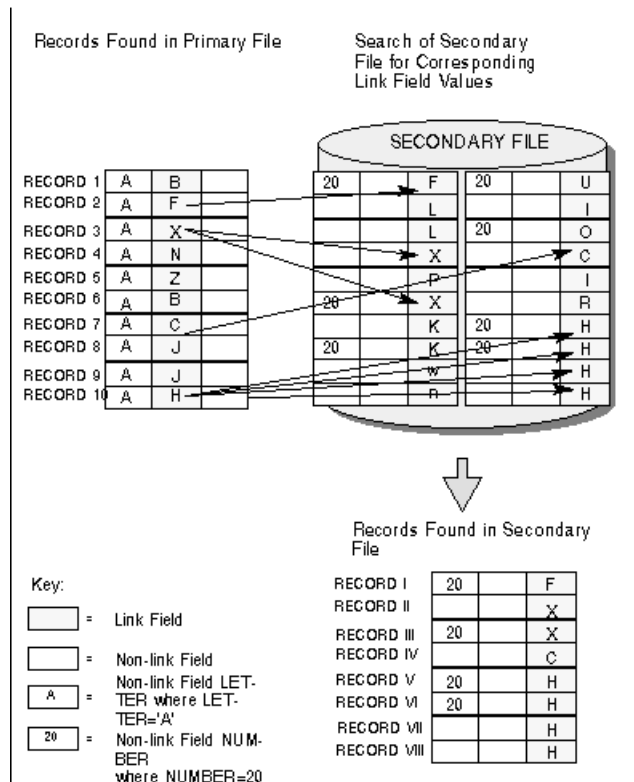 Records Found in Primary File
Search of Secondary
File for Corresponding
Link Field Values
SECONDARY FILE
RECORD 1 A B
RECORD 2 A F
RECORD 3 A X
RECORD 4 A N
RECORD 5 A Z
RECORD 6 A B
RECORD 7 A C
RECORD 8 A J
RECORD 9 A J
RECORD 10 A H
20 F 20 U
L I
L 20 O
X C
P I
20 X R
K 20 H
20 K 20 H
W H
H
Records Found in Secondary
File
RECORD I 20 F
RECORD II X
RECORD III 20 X
RECORD IV C
RECORD V 20 H
RECORD VI 20 H
RECORD VII H
RECORD VIII H
Key:
= Link Field
= Non-link Field
A = Non-link Field LET-
TER where LET-
TER='A'
20 = Non-link Field NUM-
BER
where NUMBER=20